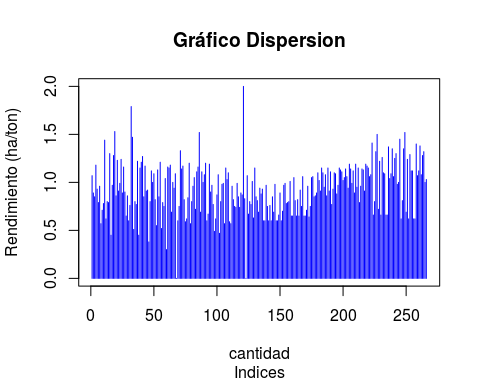 Gráfico Dispersion
Rendimiento (ha/ton)
2.0
1.5
1.0
0.5
0.0
0 50 100 150 200 250
cantidad
Indices